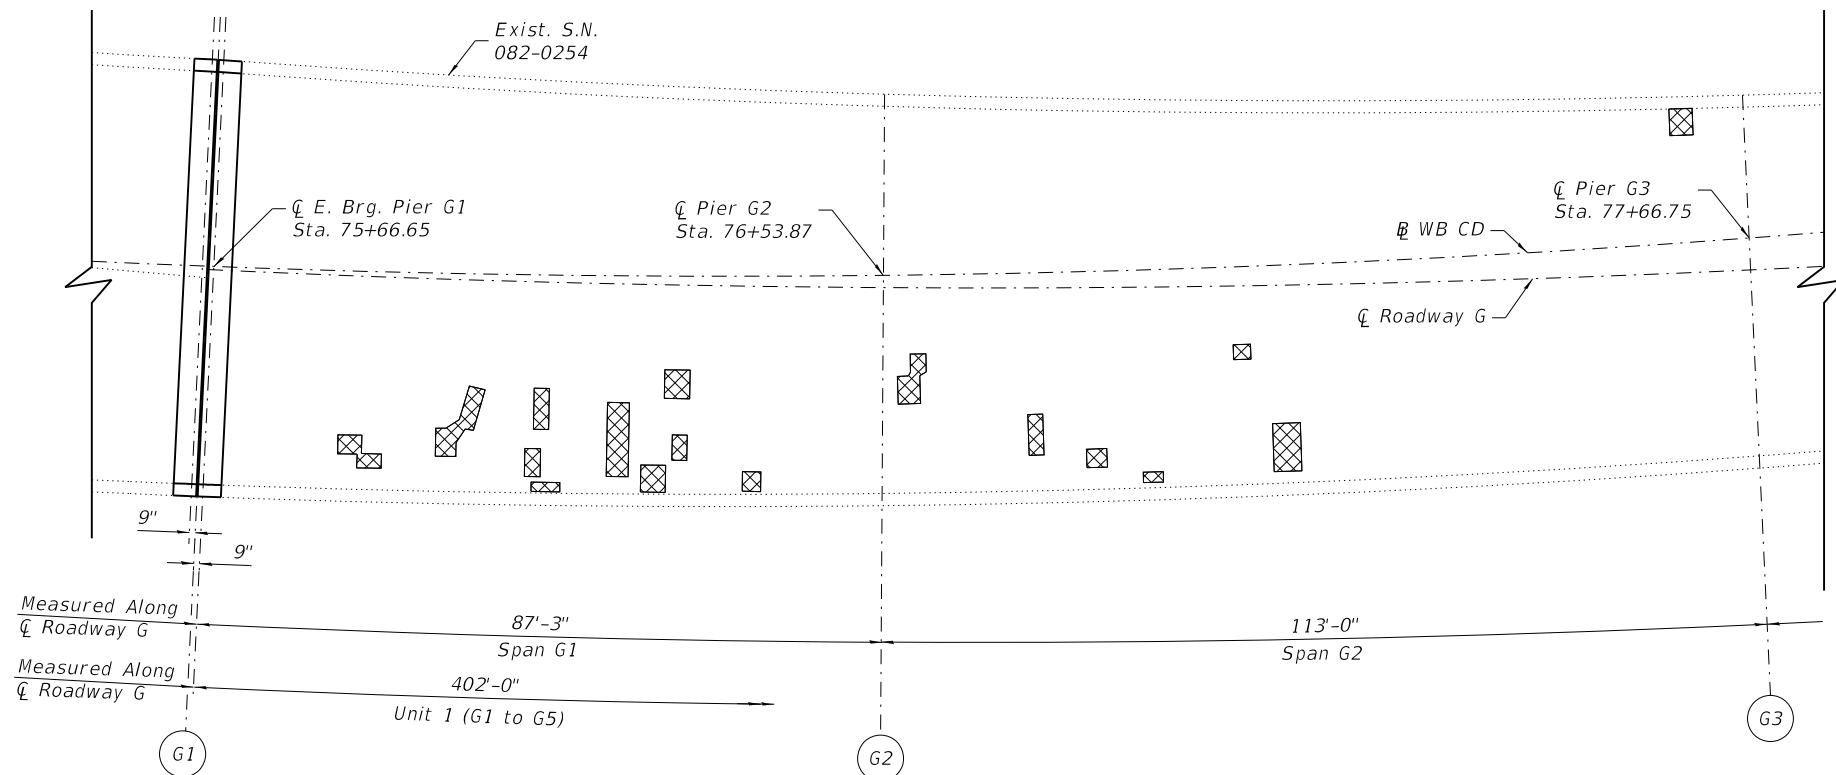 Exist. S.N.
082-0254
℄ E. Brg. Pier G1
Sta. 75+66.65
℄ Pier G2
Sta. 76+53.87
℄ Pier G3
Sta. 77+66.75
B̲L WB CD
℄ Roadway G
9"
9"
Measured Along
℄ Roadway G
87'-3"
Span G1
113'-0"
Span G2
Measured Along
℄ Roadway G
402'-0"
Unit 1 (G1 to G5)
G1
G2
G3